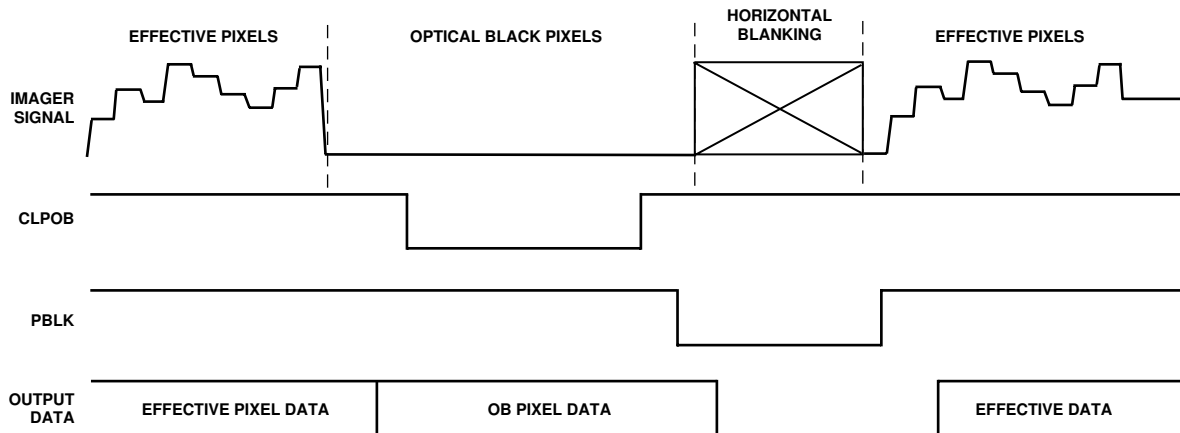 HORIZONTAL
BLANKING
EFFECTIVE PIXELS
OPTICAL BLACK PIXELS
EFFECTIVE PIXELS
IMAGER
SIGNAL
CLPOB
PBLK
OUTPUT
DATA
EFFECTIVE PIXEL DATA
OB PIXEL DATA
EFFECTIVE DATA